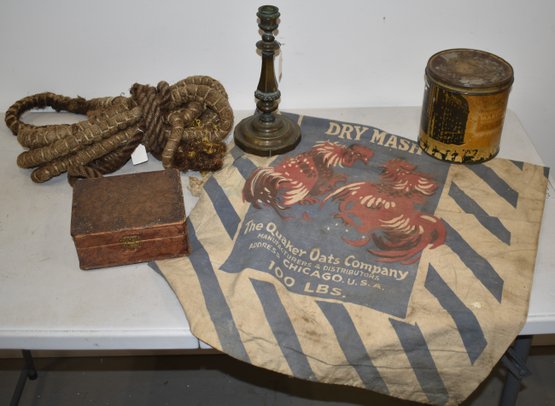 DRY MASH
The Quaker Oats Company
MANUFACTURERS & DISTRIBUTORS
ADDRESS CHICAGO, U.S.A.
100 LBS.